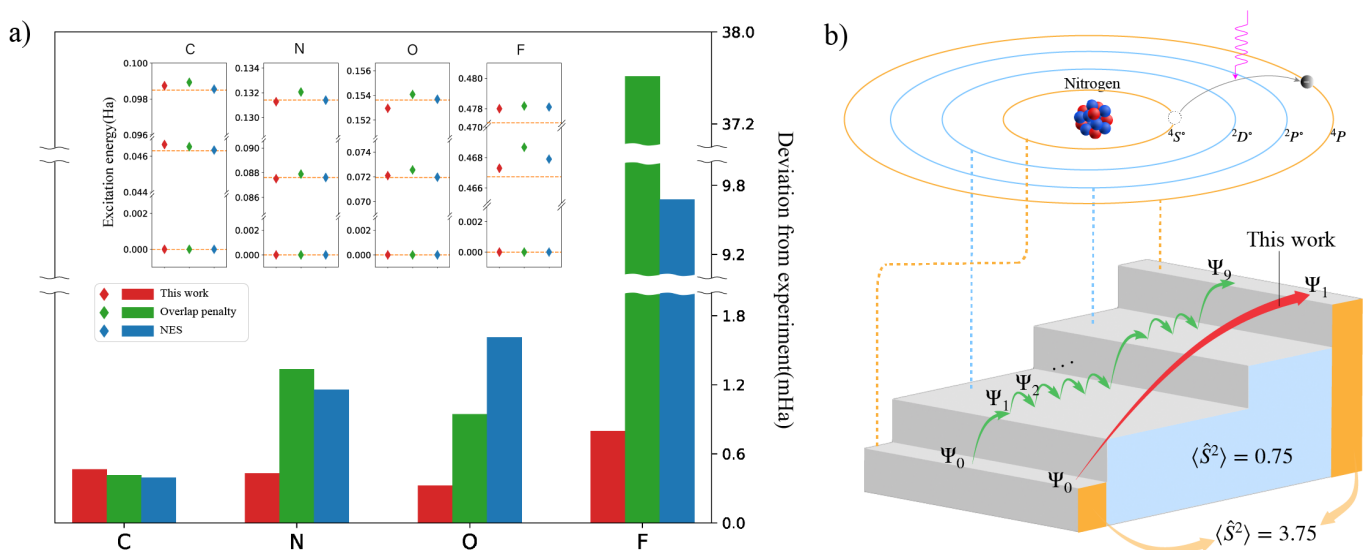 a)
C
N
O
F
Excitation energy(Ha)
0.100
0.098
0.096
0.046
0.044
0.002
0.000
0.134
0.132
0.130
0.090
0.088
0.086
0.002
0.000
0.156
0.154
0.152
0.074
0.072
0.070
0.002
0.000
0.480
0.478
0.470
0.468
0.466
0.002
0.000
This work
Overlap penalty
NES
38.0
37.2
9.8
9.2
1.8
1.2
0.6
0.0
Deviation from experiment(mHa)
C
N
O
F
b)
Nitrogen
⁴S°
²D°
²P°
⁴P
This work
Ψ₉
Ψ₁
...
Ψ₂
Ψ₁
Ψ₀
Ψ₀
⟨Ŝ²⟩ = 0.75
⟨Ŝ²⟩ = 3.75